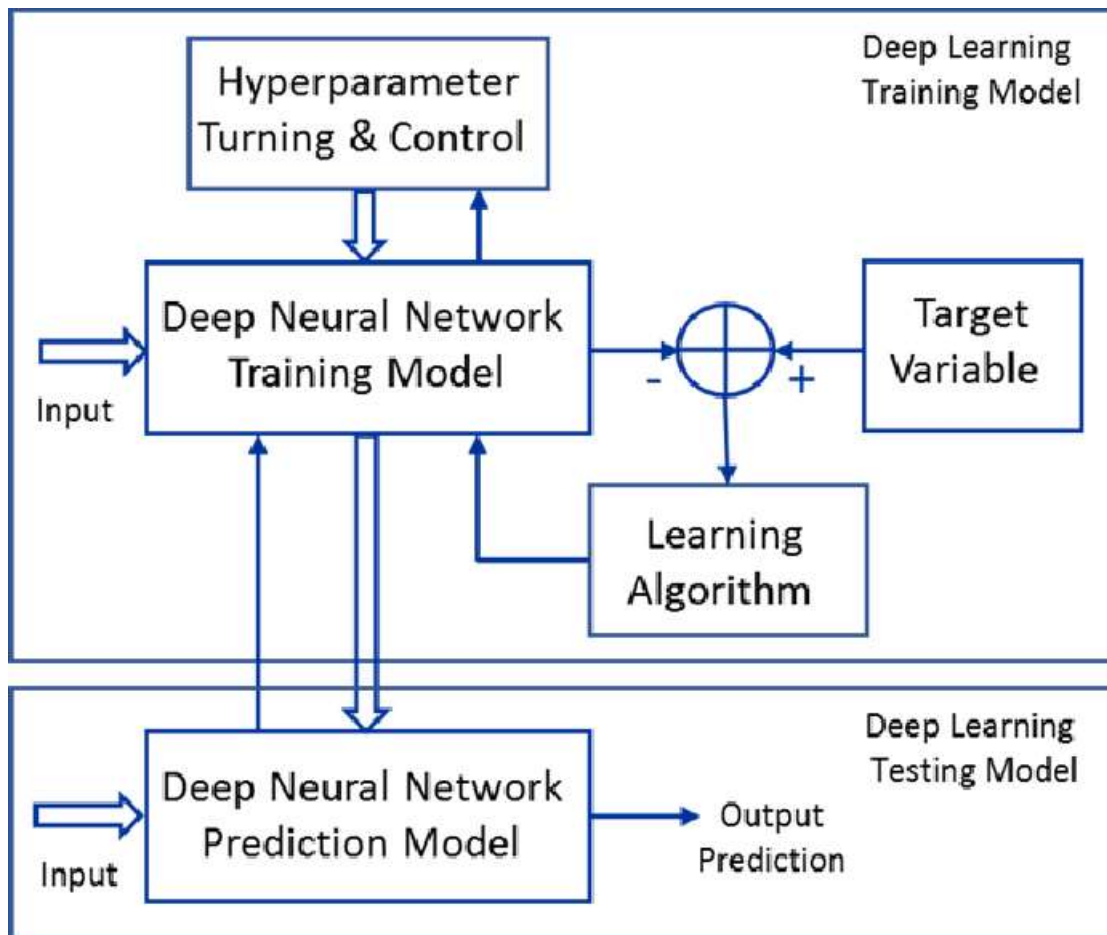 Deep Learning
Training Model
Hyperparameter
Turning & Control
Deep Neural Network
Training Model
Input
-
+
Target
Variable
Learning
Algorithm
Deep Learning
Testing Model
Deep Neural Network
Prediction Model
Input
Output
Prediction